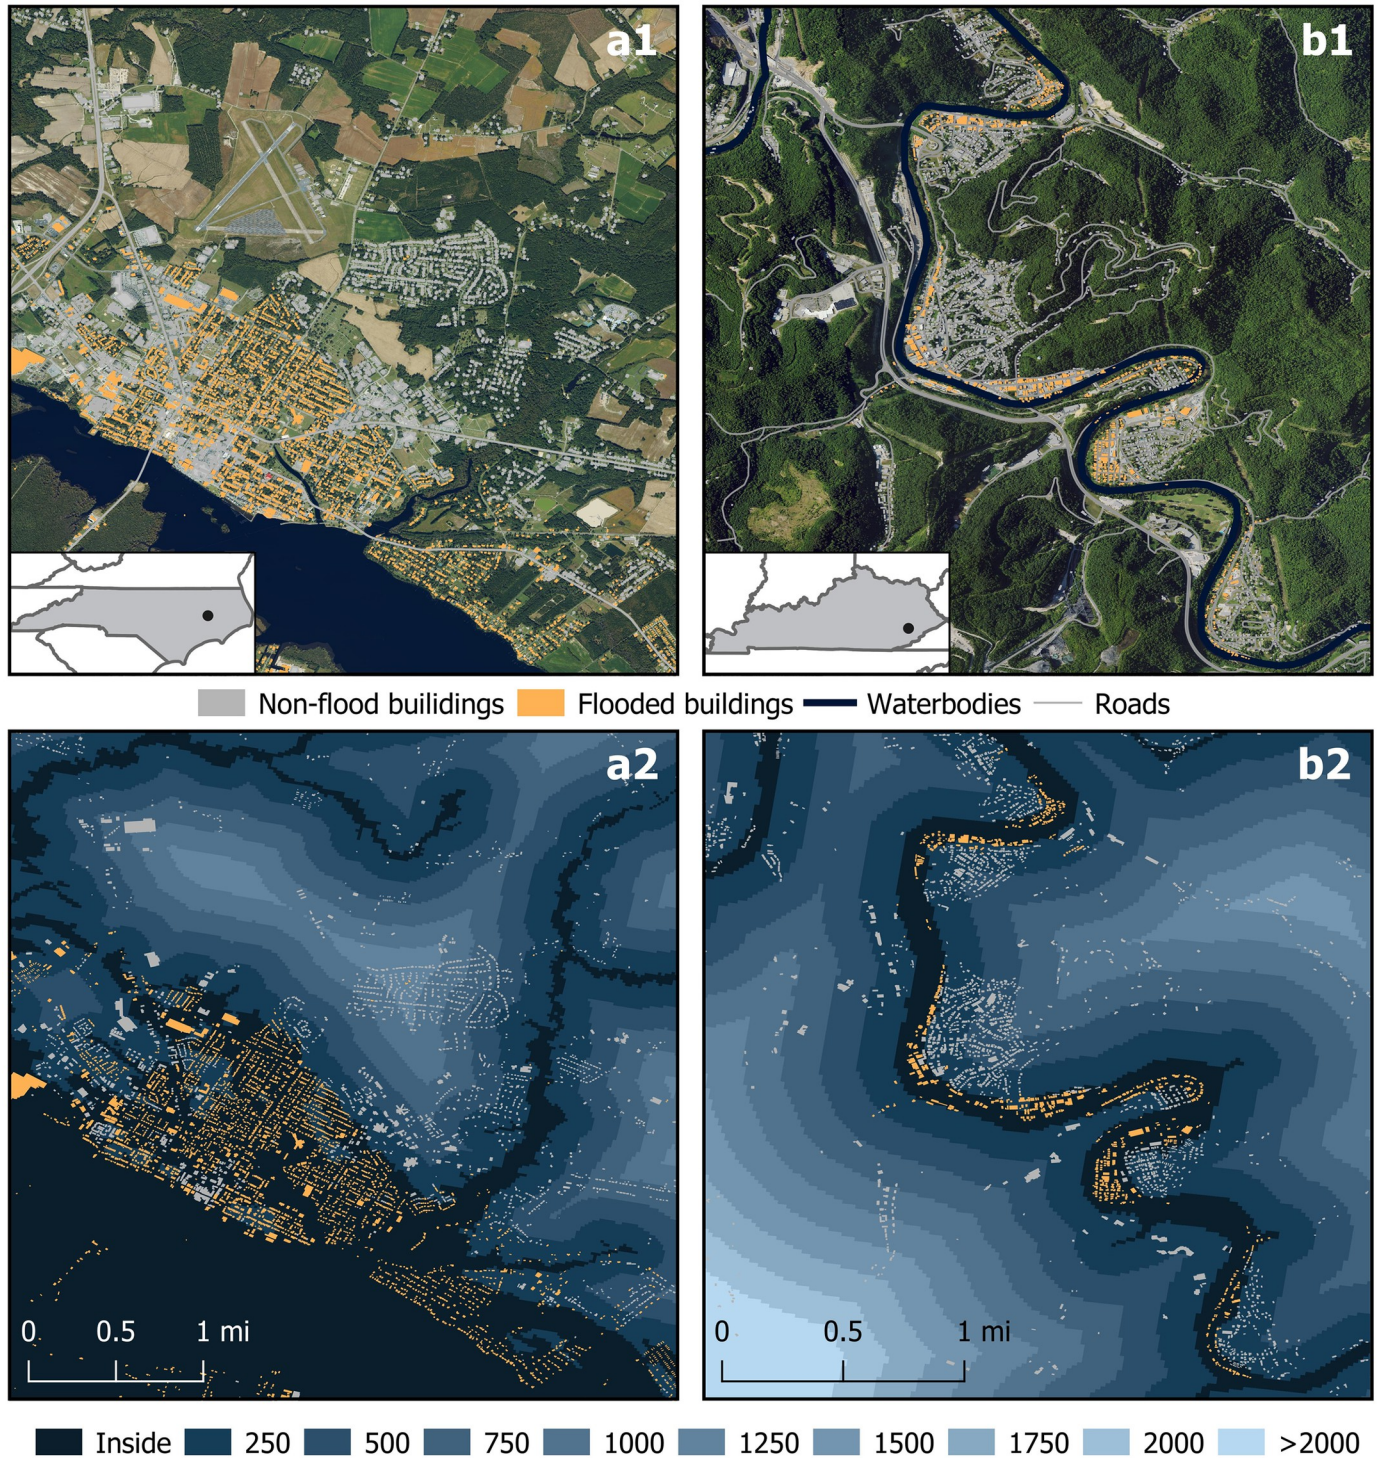 a1
b1
Non-flood builidings Flooded buildings Waterbodies Roads
a2
b2
0 0.5 1 mi
0 0.5 1 mi
Inside 250 500 750 1000 1250 1500 1750 2000 >2000